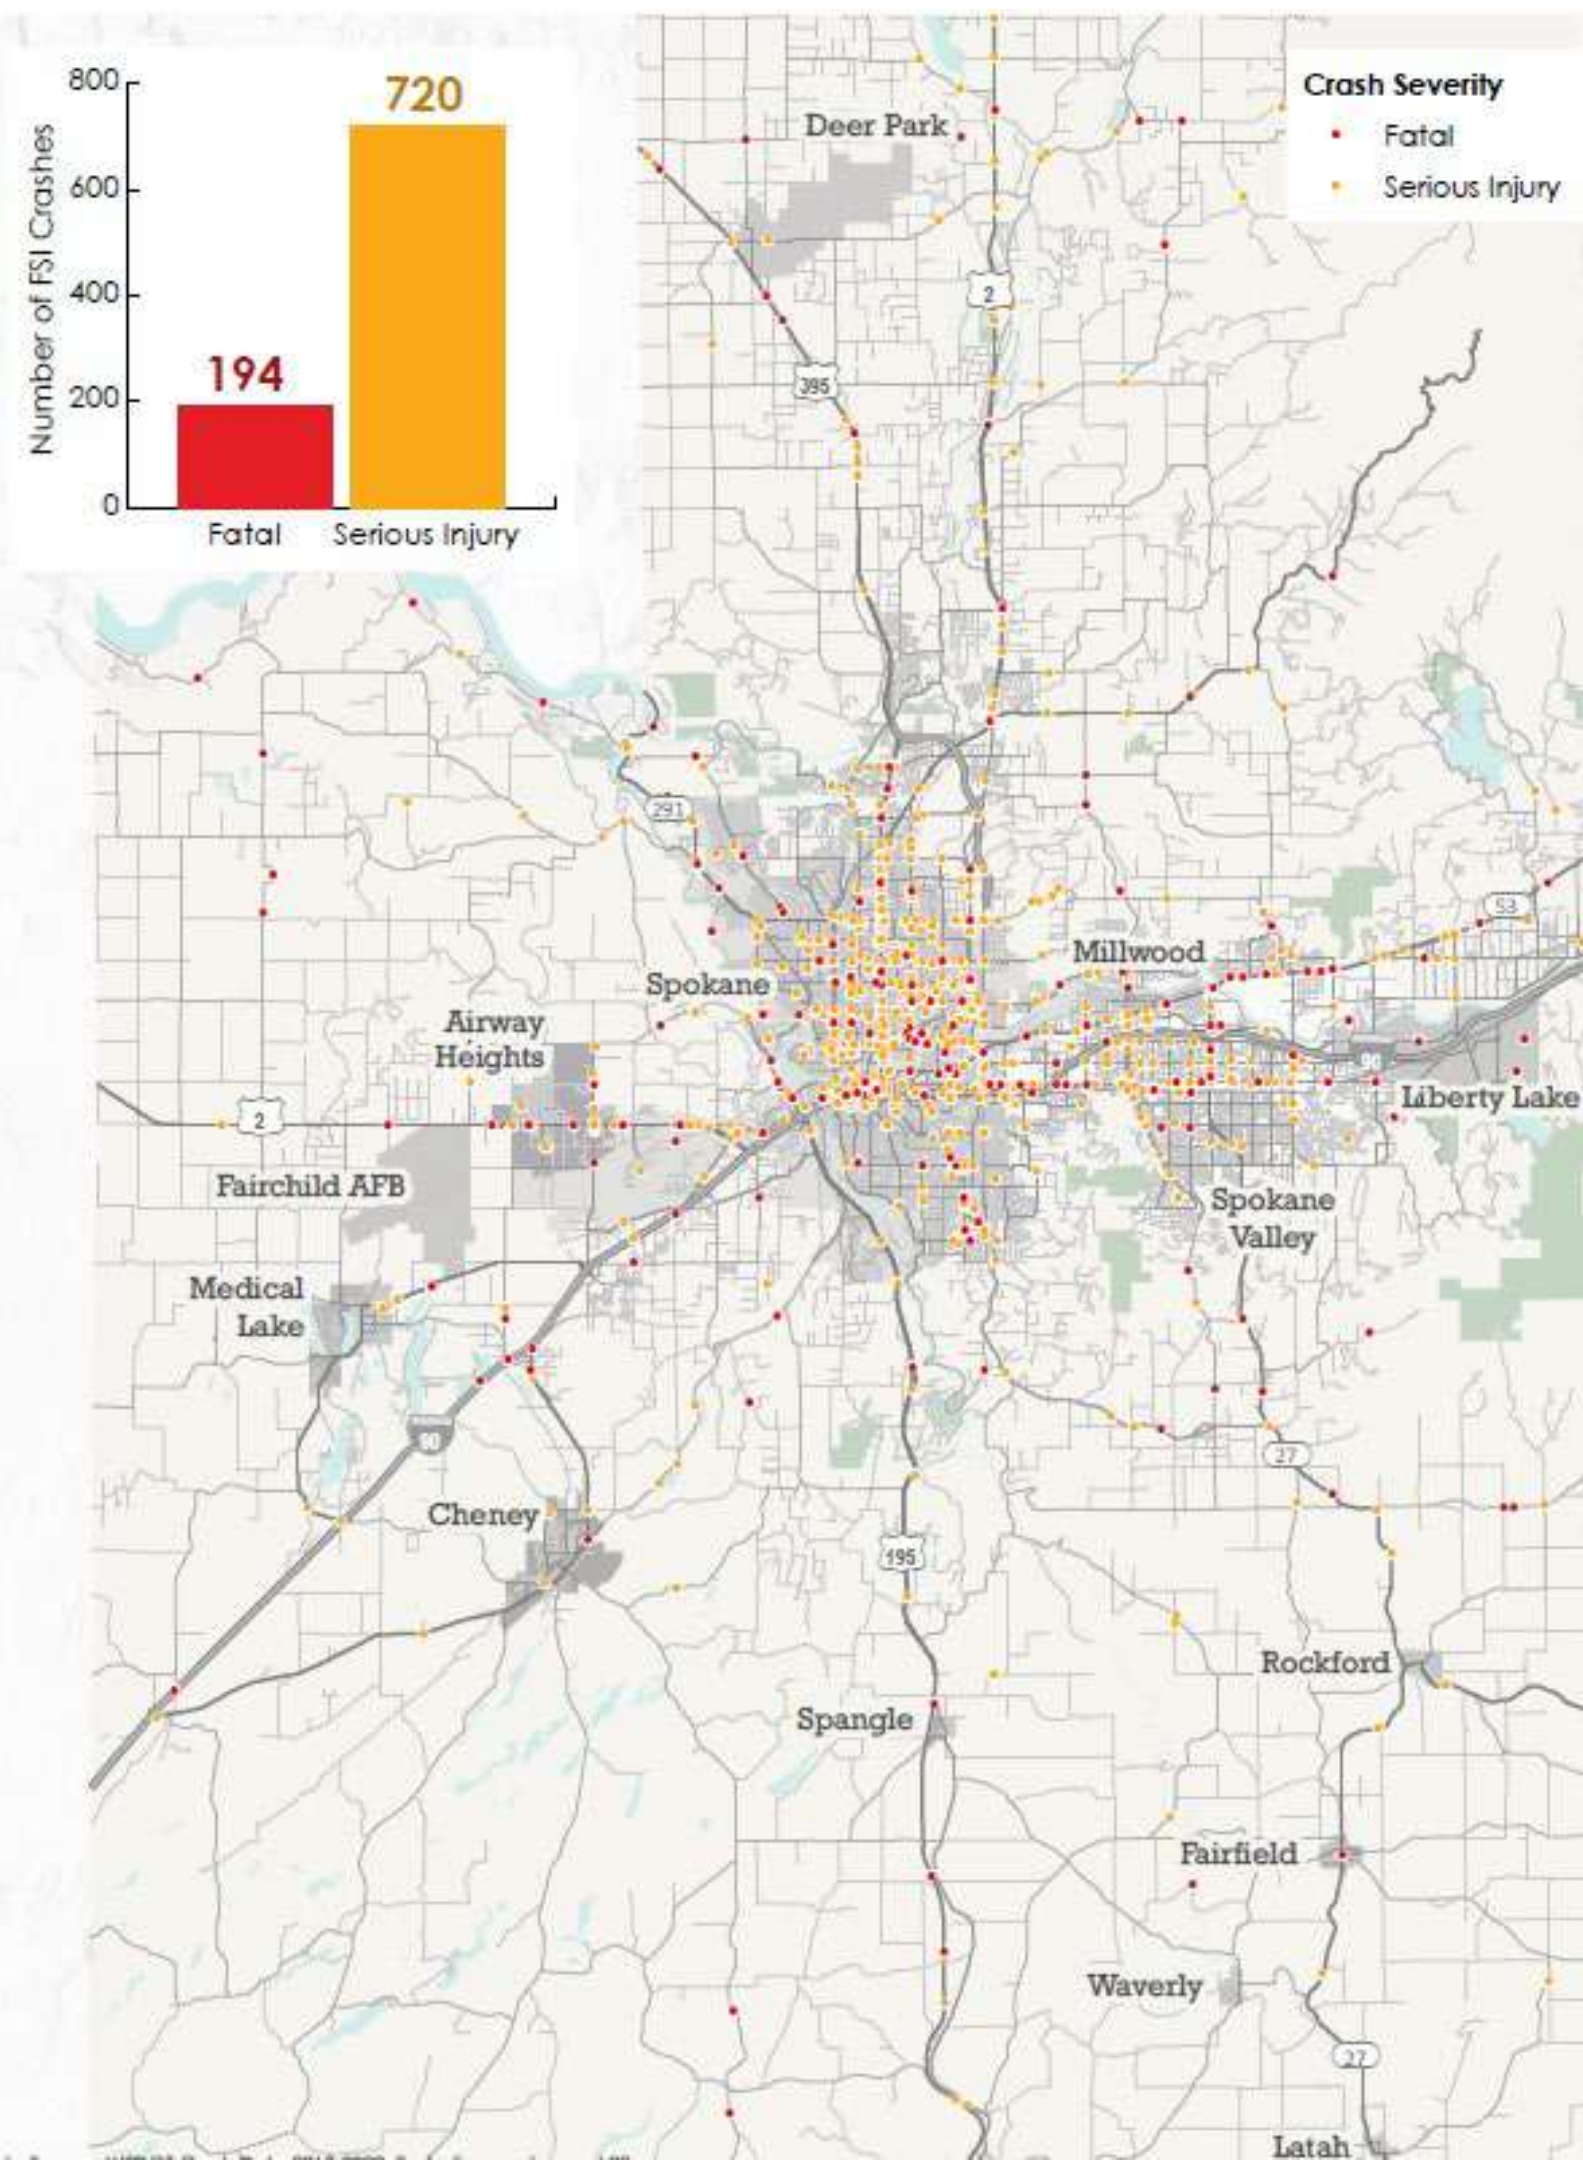 800
720
Number of FSI Crashes
600
400
194
200
0
Fatal
Serious Injury
Crash Severity
Fatal
Serious Injury
Deer Park
2
395
291
53
Millwood
Spokane
Airway
Heights
90
Liberty Lake
2
Fairchild AFB
Spokane
Valley
Medical
Lake
90
27
Cheney
195
Rockford
Spangle
Fairfield
Waverly
27
Latah